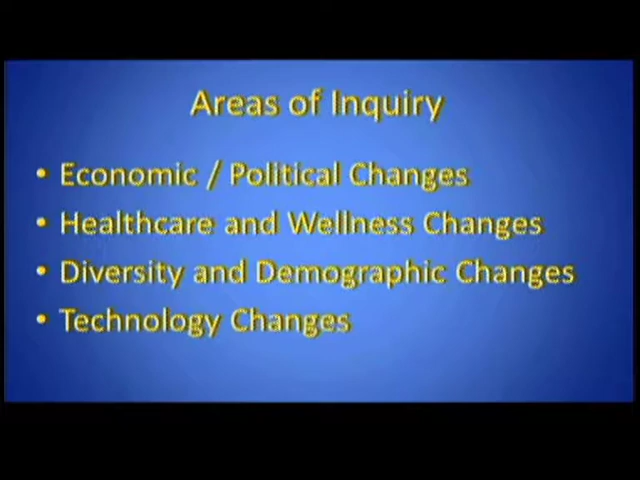 Areas of Inquiry
• Economic / Political Changes
• Healthcare and Wellness Changes
• Diversity and Demographic Changes
• Technology Changes